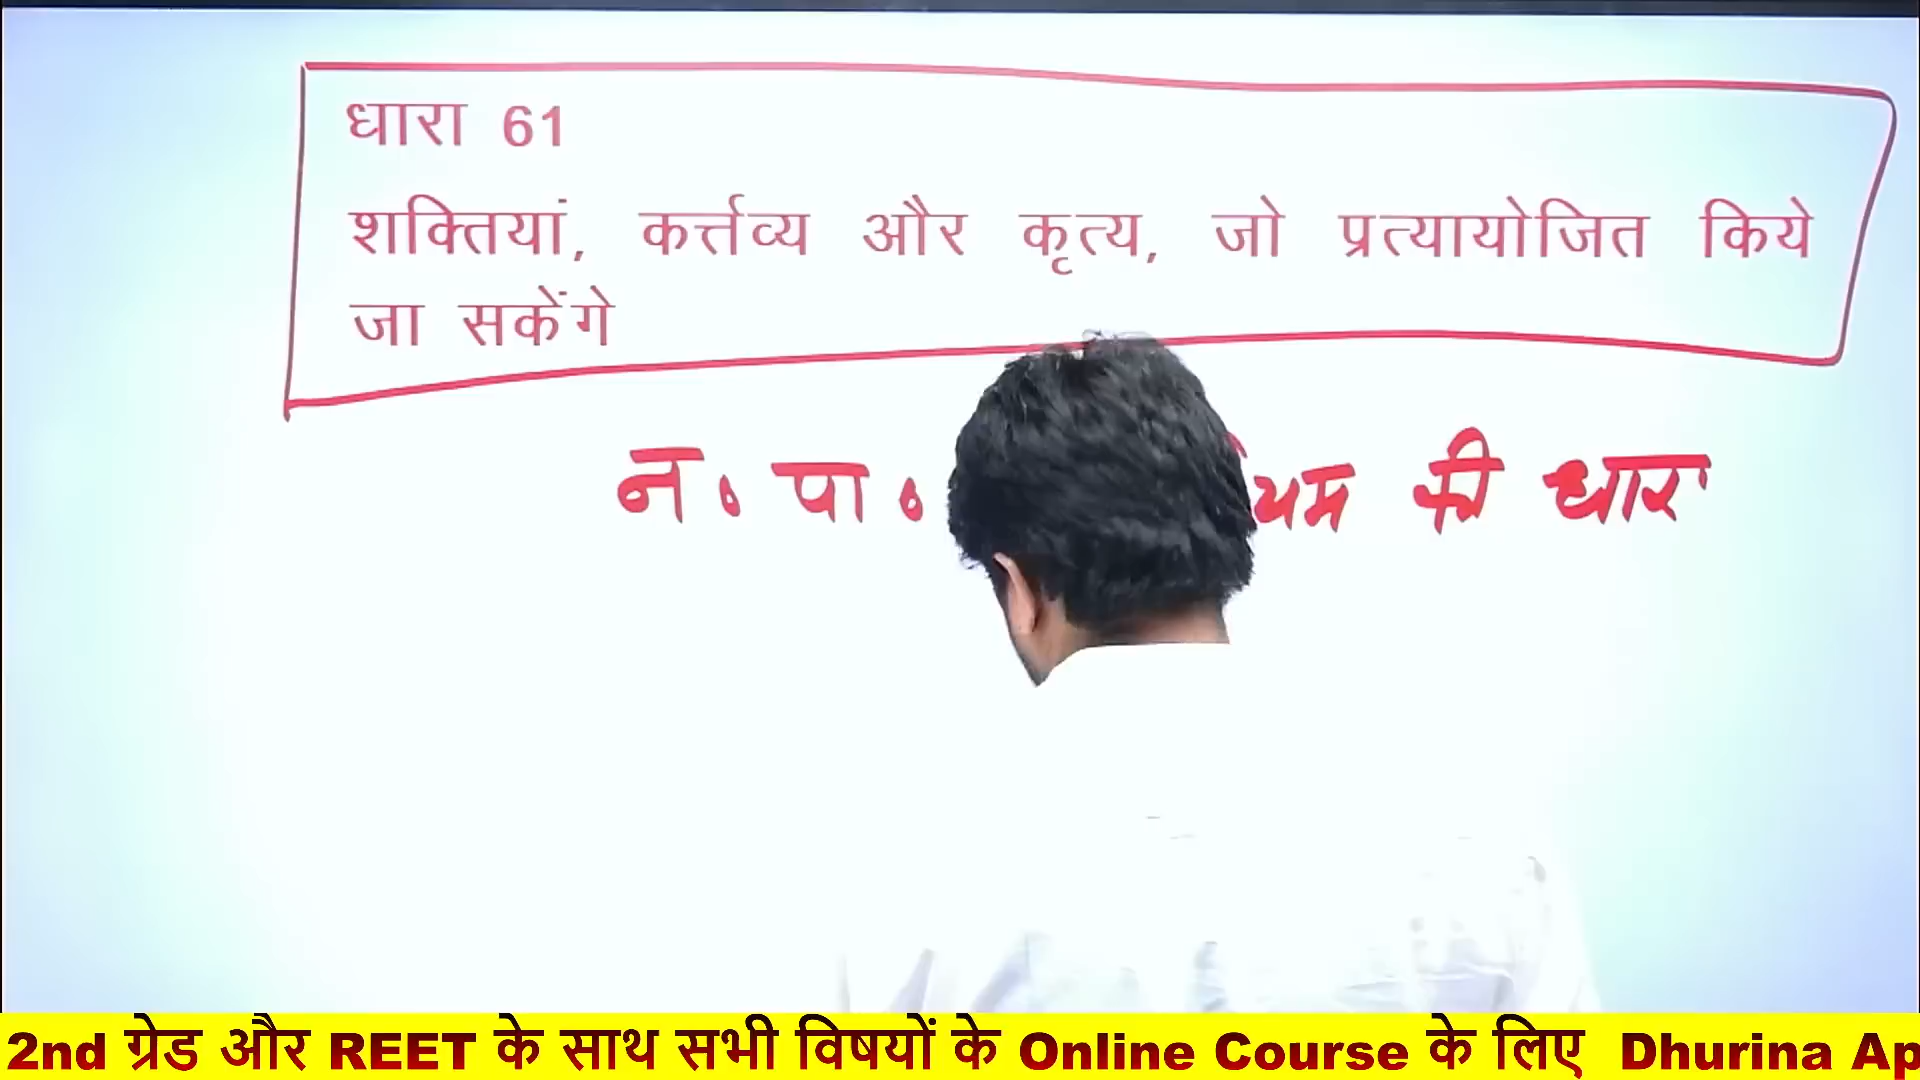 धारा 61
शक्तियां, कर्त्तव्य और कृत्य, जो प्रत्यायोजित किये
जा सकेंगे
न॰ पा॰ की धारा
2nd ग्रेड और REET के साथ सभी विषयों के Online Course के लिए Dhurina Ap